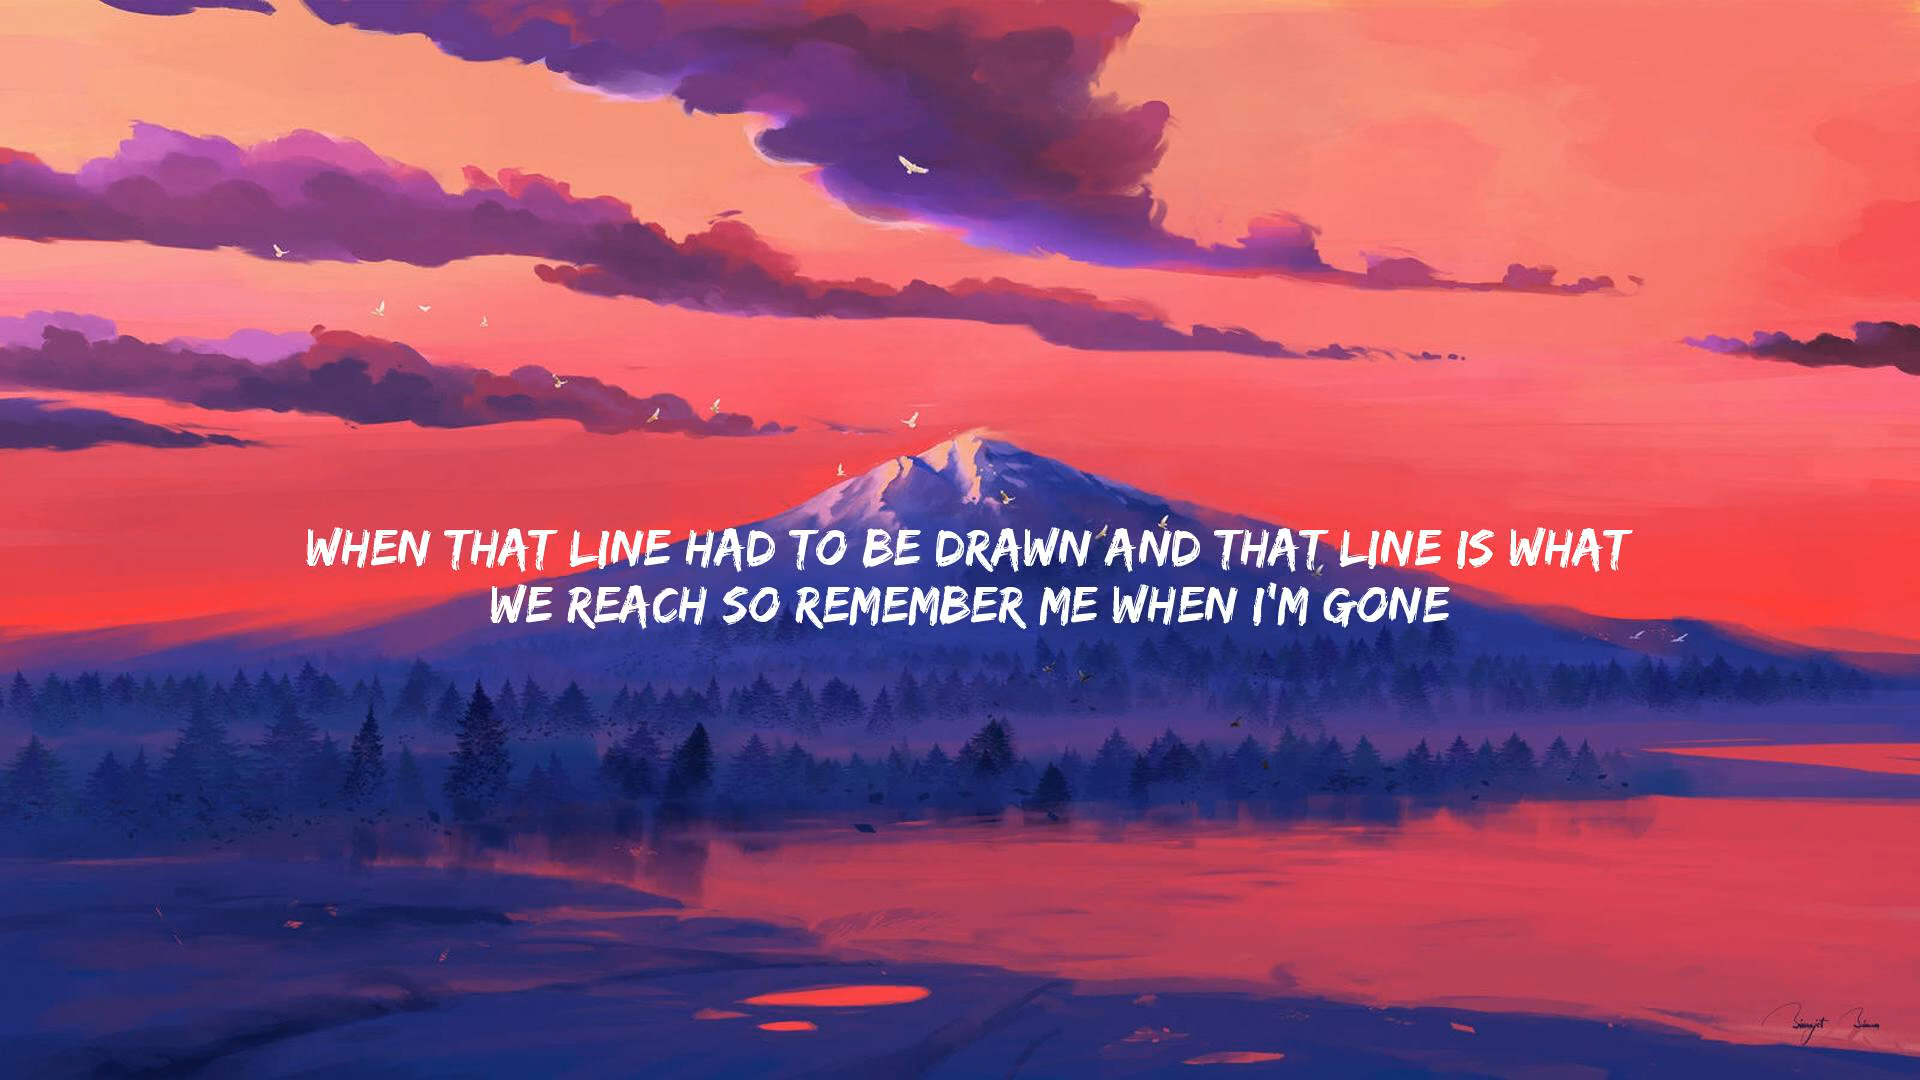 WHEN THAT LINE HAD TO BE DRAWN AND THAT LINE IS WHAT
WE REACH SO REMEMBER ME WHEN I'M GONE